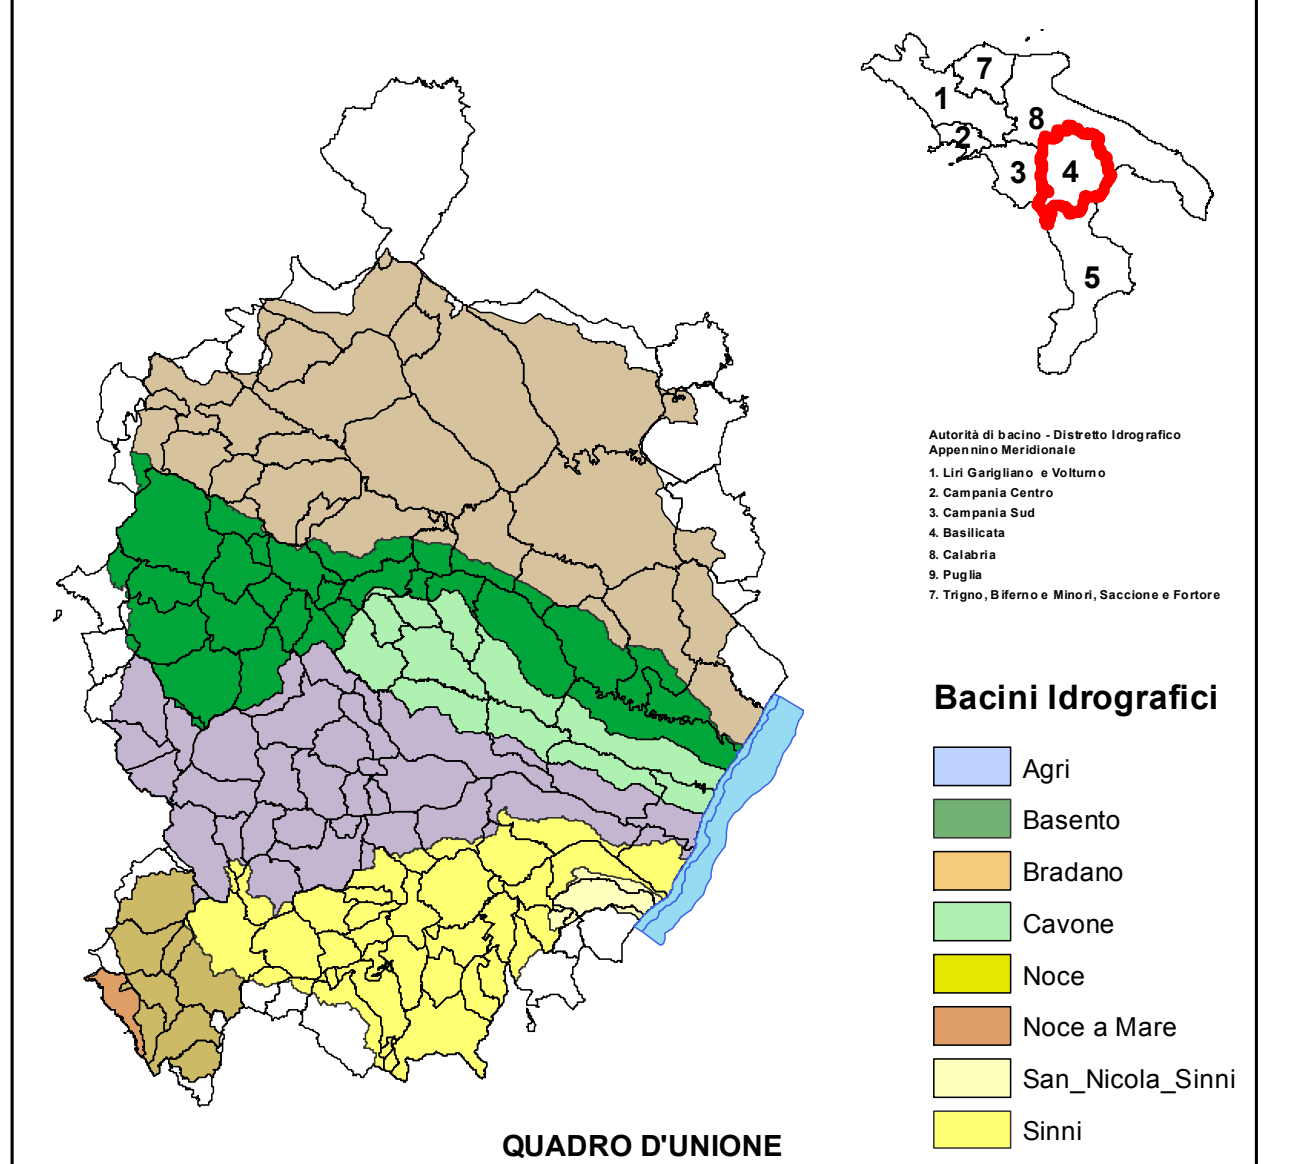 7
1
8
2
3
4
5
Autorità di bacino - Distretto Idrografico
Appennino Meridionale
1. Liri Garigliano e Volturno
2. Campania Centro
3. Campania Sud
4. Basilicata
8. Calabria
9. Puglia
7. Trigno, Biferno e Minori, Saccione e Fortore
Bacini Idrografici
Agri
Basento
Bradano
Cavone
Noce
Noce a Mare
San_Nicola_Sinni
Sinni
QUADRO D'UNIONE